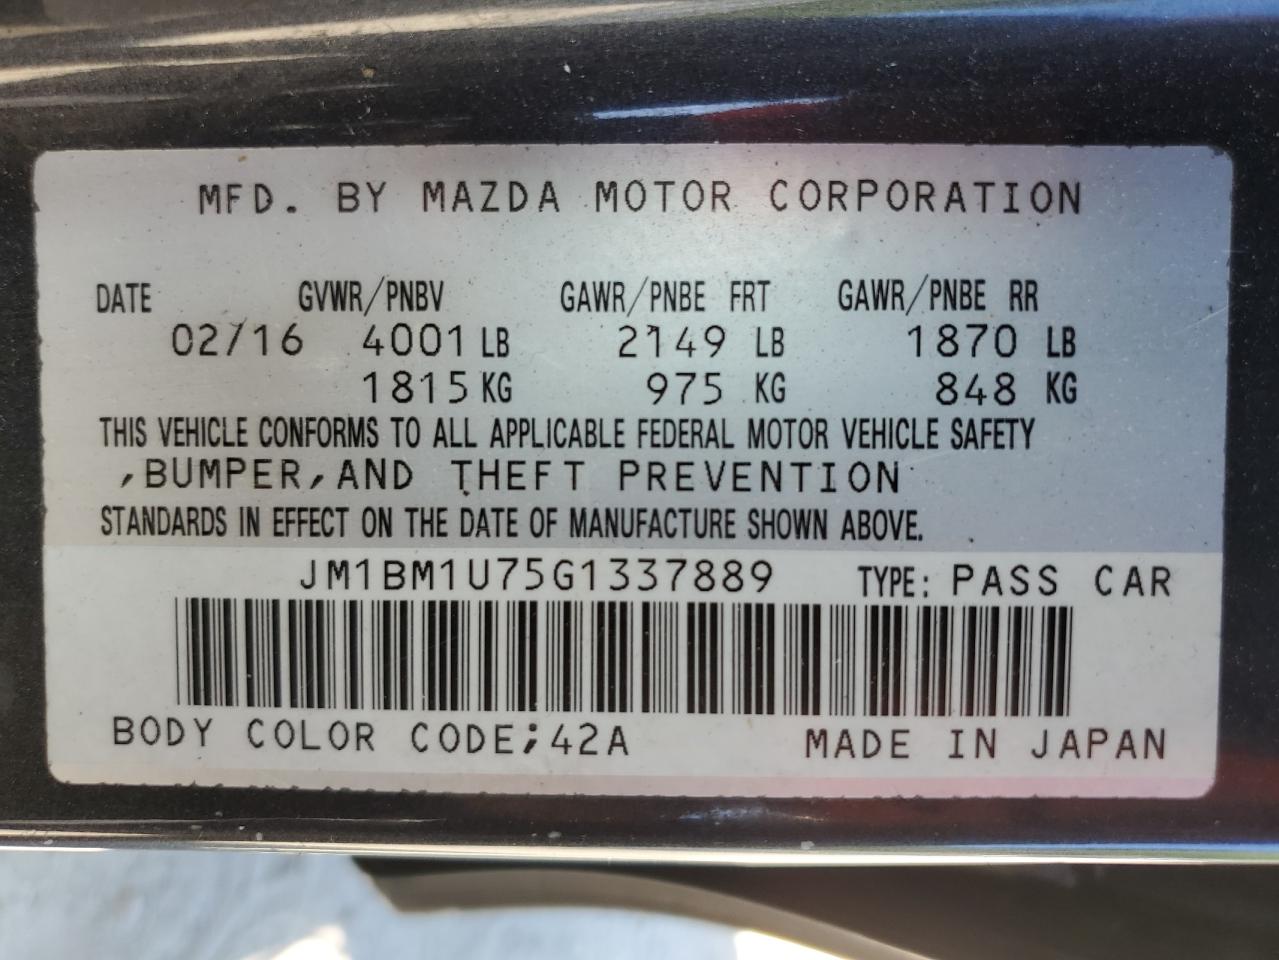 MFD. BY MAZDA MOTOR CORPORATION
DATE GVWR/PNBV GAWR/PNBE FRT GAWR/PNBE RR
02/16 4001 LB 2149 LB 1870 LB
1815 KG 975 KG 848 KG
THIS VEHICLE CONFORMS TO ALL APPLICABLE FEDERAL MOTOR VEHICLE SAFETY
,BUMPER,AND THEFT PREVENTION
STANDARDS IN EFFECT ON THE DATE OF MANUFACTURE SHOWN ABOVE.
JM1BM1U75G1337889 TYPE: PASS CAR
BODY COLOR CODE;42A MADE IN JAPAN